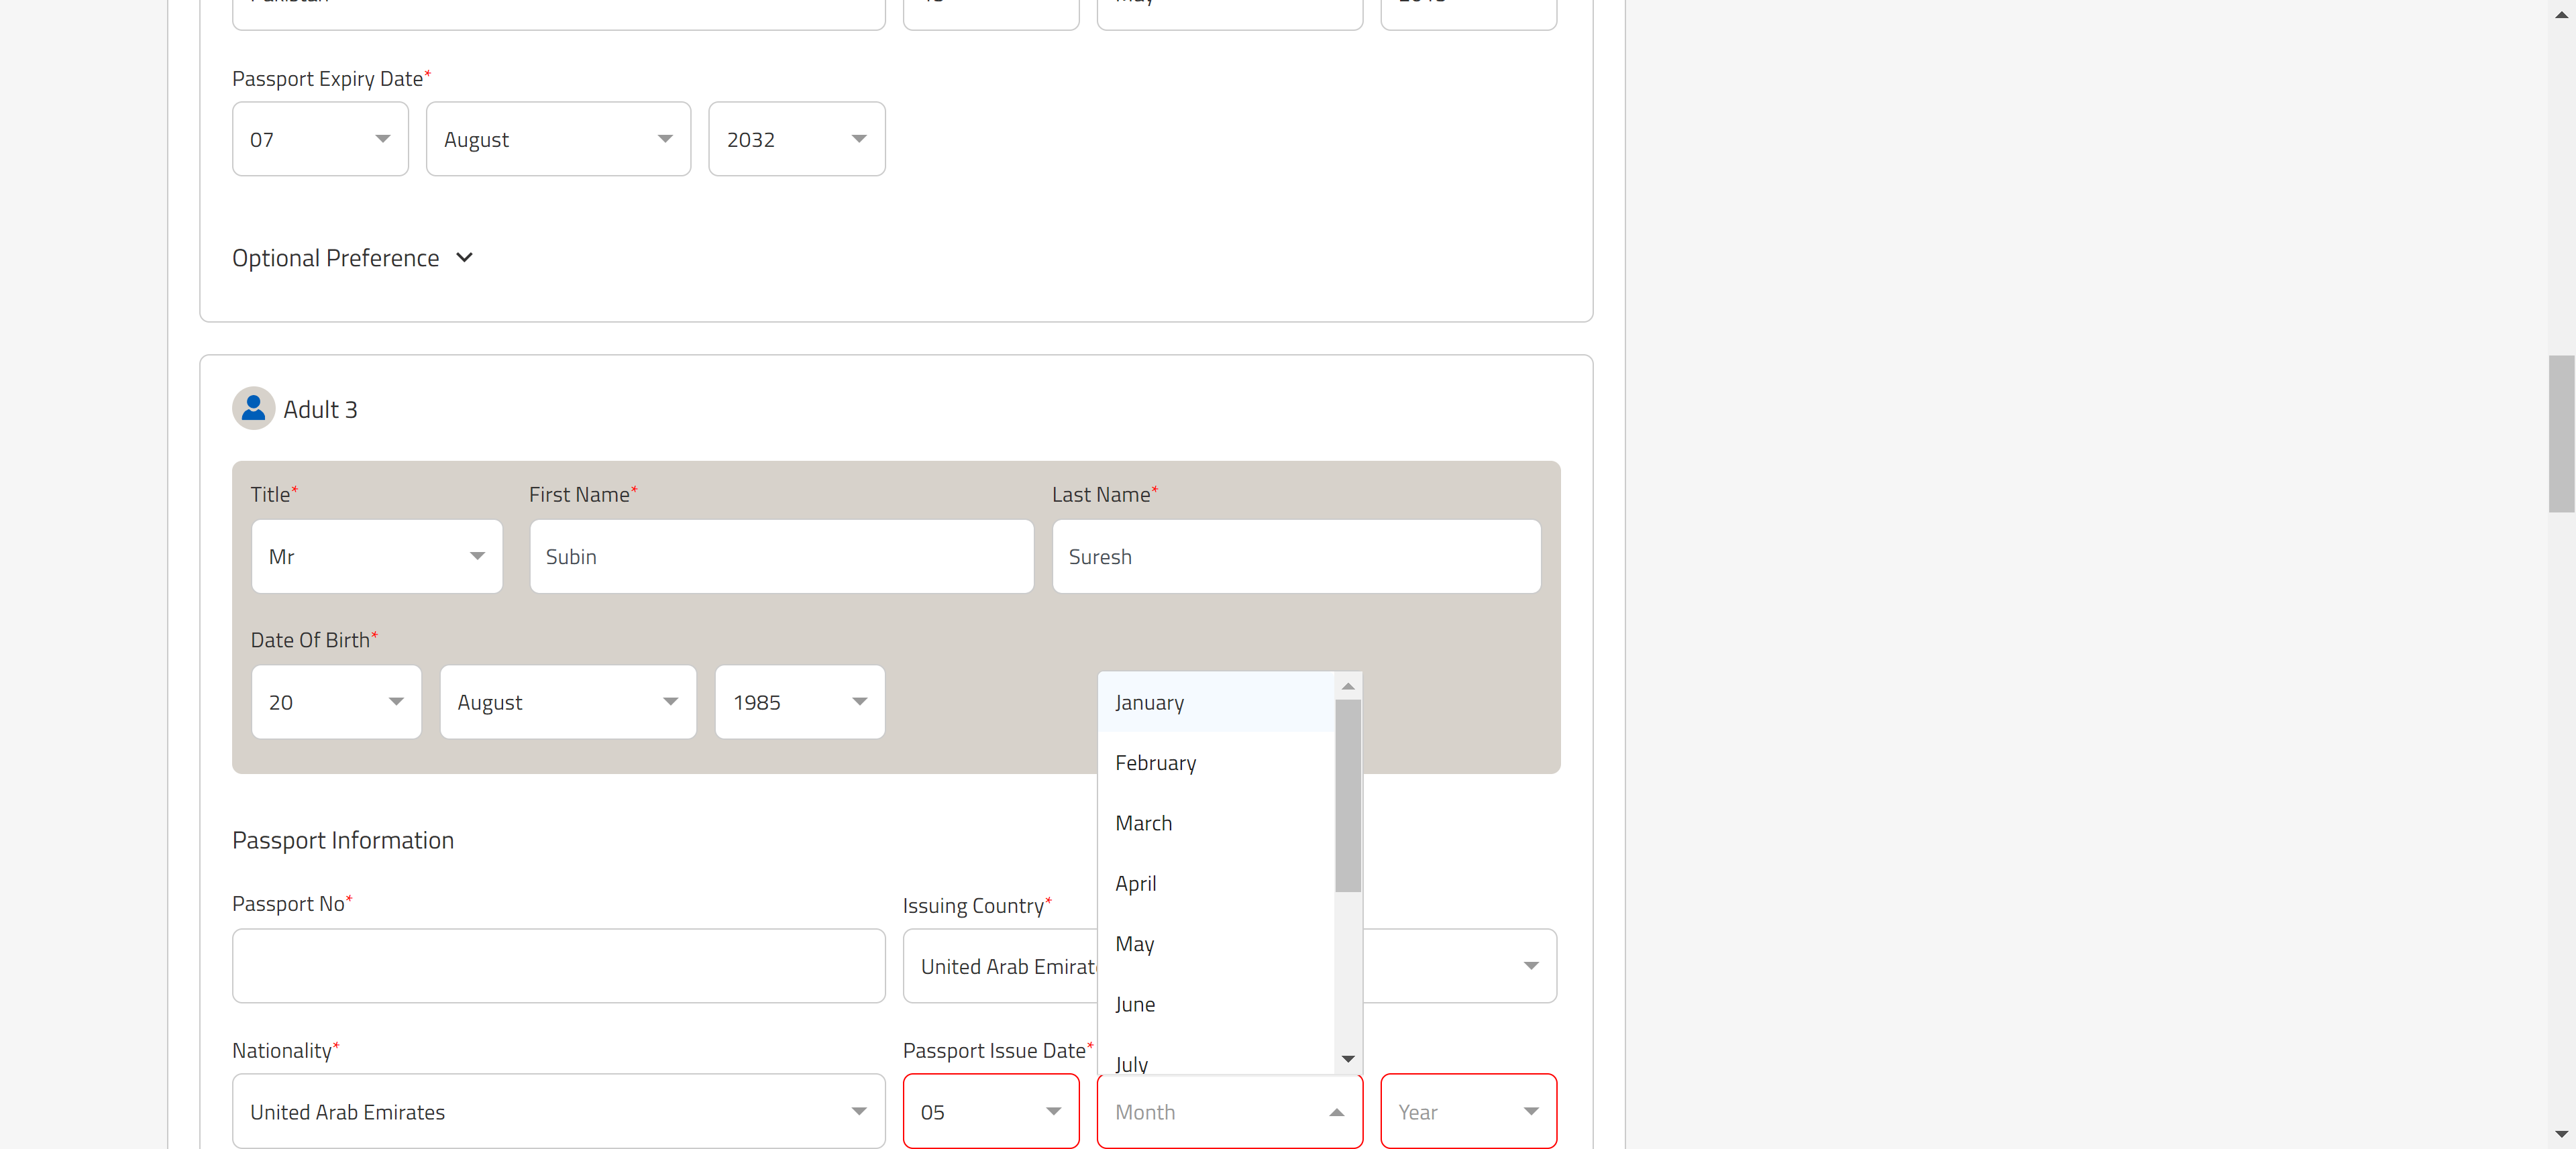 Passport Expiry Date*
07 August 2032
Optional Preference
Adult 3
Title* First Name* Last Name*
Mr Subin Suresh
Date Of Birth*
20 August 1985
January
February
March
April
May
June
July
Passport Information
Passport No* Issuing Country*
United Arab Emirat
Nationality* Passport Issue Date*
United Arab Emirates 05 Month Year